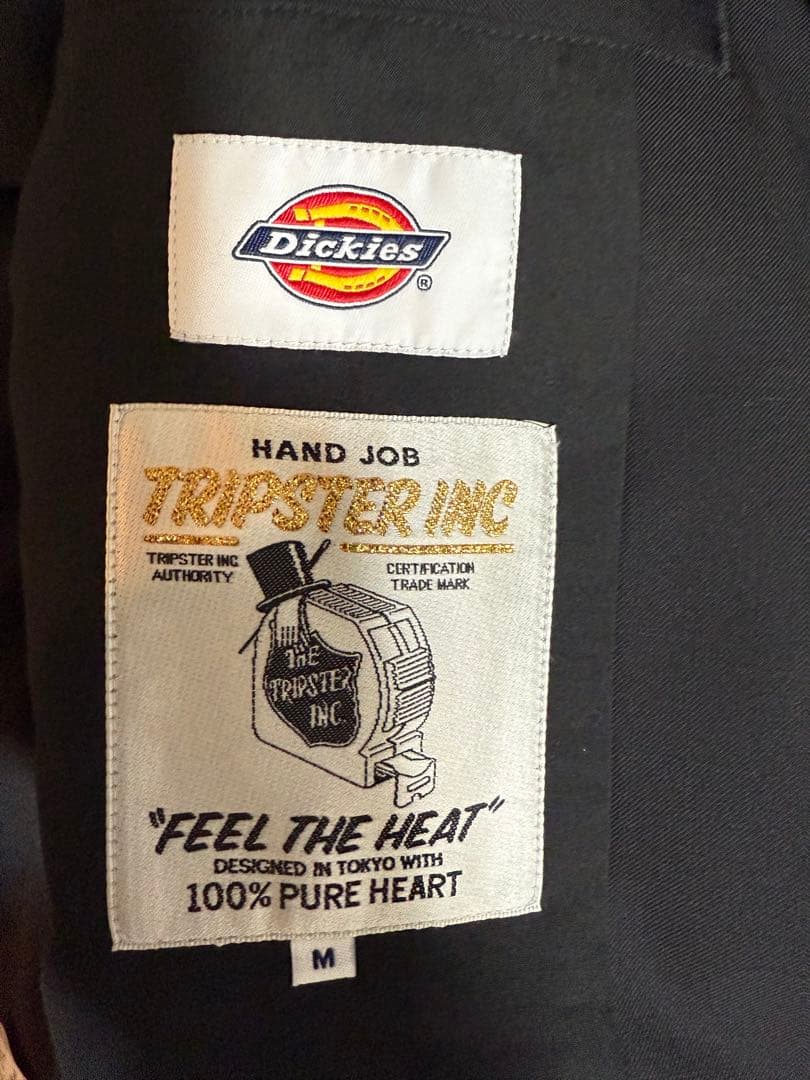 Dickies
®
HAND JOB
TRIPSTER INC
TRIPSTER INC
AUTHORITY
CERTIFICATION
TRADE MARK
THE
TRIPSTER
INC
"FEEL THE HEAT"
DESIGNED IN TOKYO WITH
100% PURE HEART
M